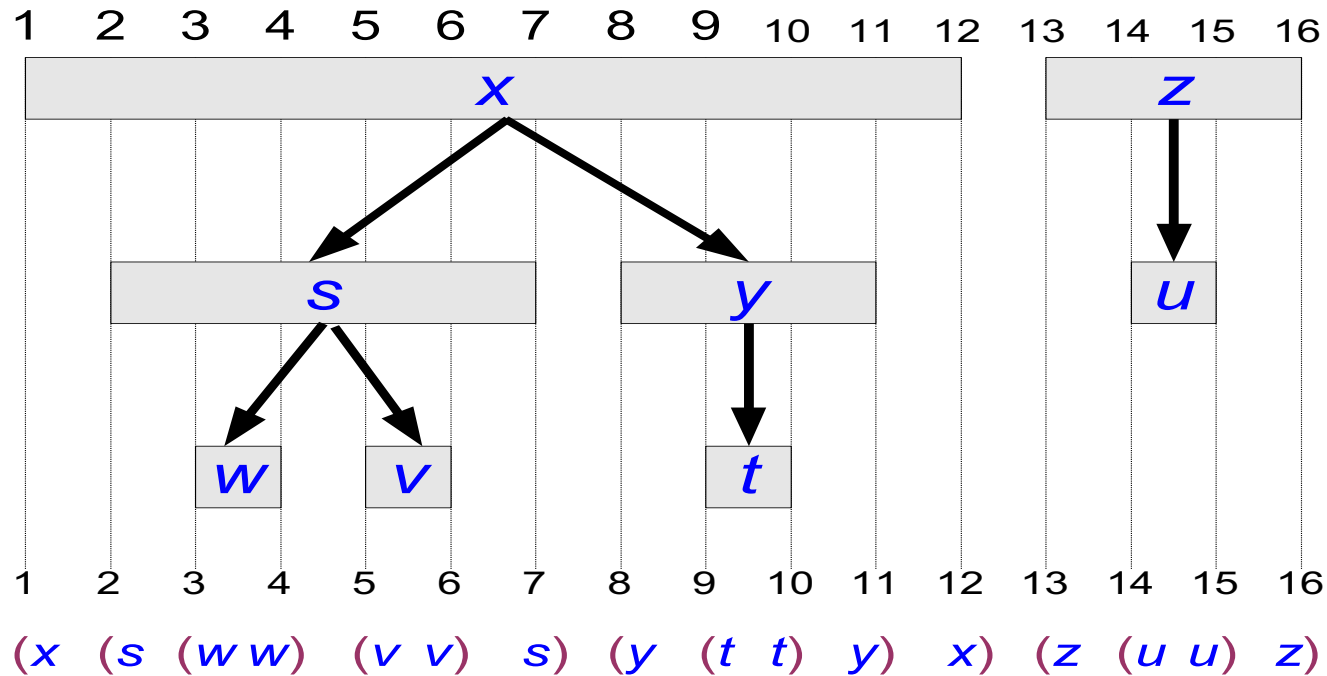 1 2 3 4 5 6 7 8 9 10 11 12 13 14 15 16
x z
s y u
w v t
1 2 3 4 5 6 7 8 9 10 11 12 13 14 15 16
(x (s (w w) (v v) s) (y (t t) y) x) (z (u u) z)